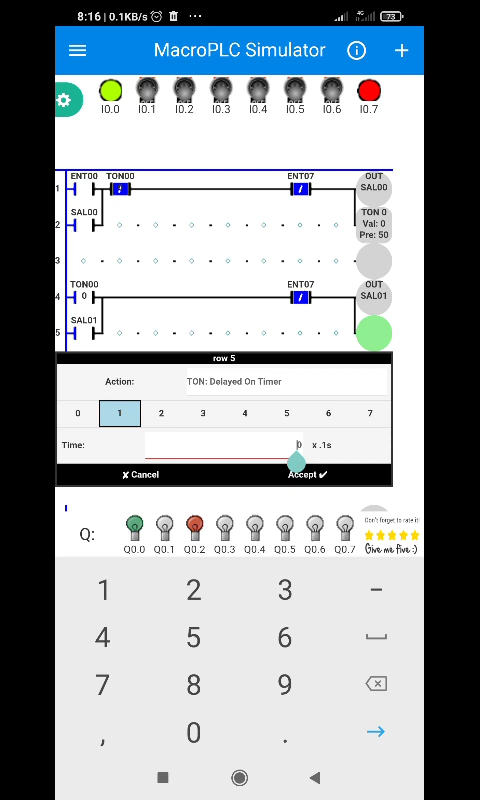 8:16 | 0.1KB/s
4G
73
MacroPLC Simulator
I0.0 I0.1 I0.2 I0.3 I0.4 I0.5 I0.6 I0.7
ENT00 TON00 ENT07 OUT
1 SAL00
SAL00 TON 0
2 Val: 0
Pre: 50
3
TON00 ENT07 OUT
4 0 SAL01
SAL01
5
row 5
Action: TON: Delayed On Timer
0 1 2 3 4 5 6 7
Time: 0 x .1s
✘ Cancel Accept ✔
Q:
Q0.0 Q0.1 Q0.2 Q0.3 Q0.4 Q0.5 Q0.6 Q0.7
Don't forget to rate it!
Give me five :)
1 2 3 –
4 5 6
7 8 9
, 0 .